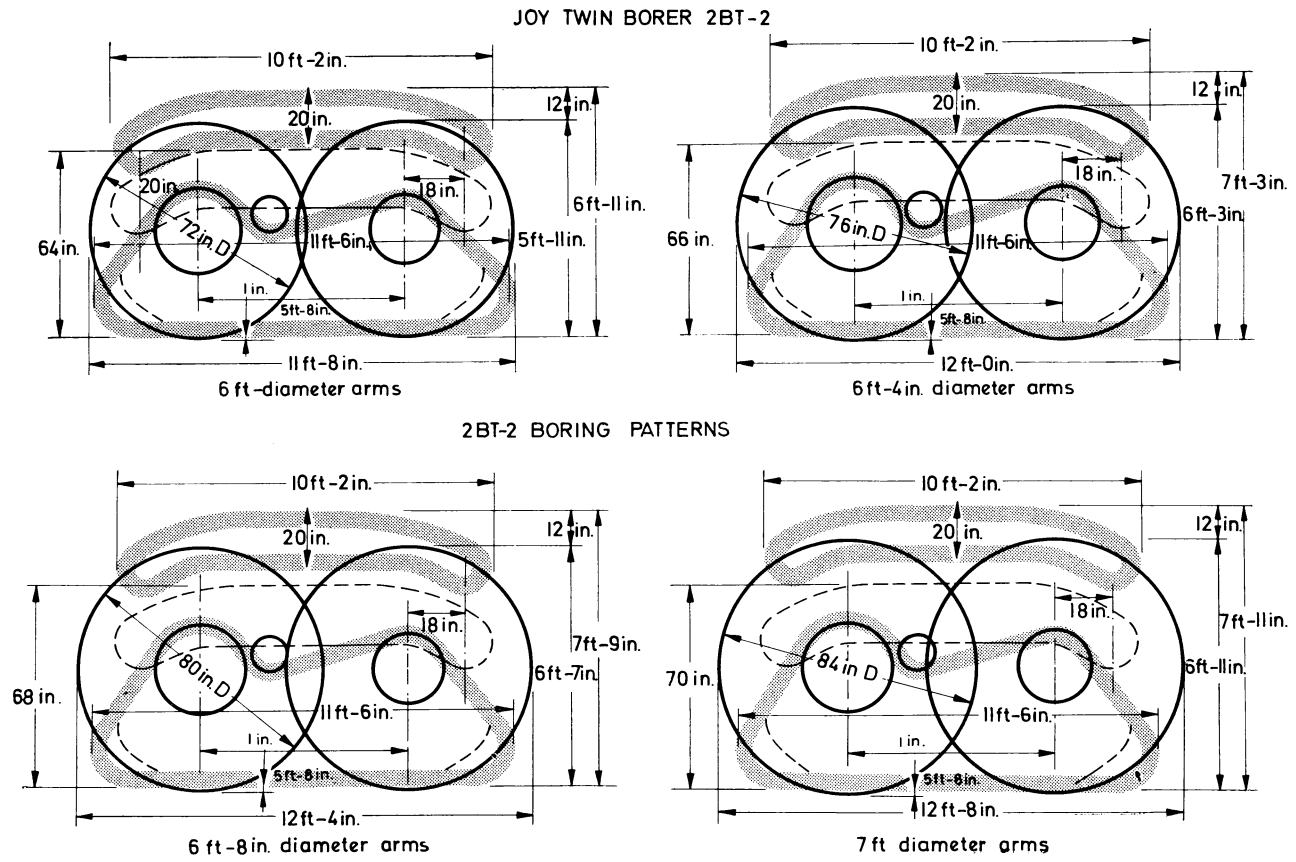 JOY TWIN BORER 2BT-2
10 ft-2 in.
12 in.
20 in.
20 in.
18 in.
6 ft-11 in.
72 in. D
11 ft-6 in.
5 ft-11 in.
64 in.
1 in.
5 ft-8 in.
11 ft-8 in.
6 ft-diameter arms
10 ft-2 in.
12 in.
20 in.
18 in.
7 ft-3 in.
6 ft-3 in.
76 in. D
11 ft-6 in.
66 in.
1 in.
5 ft-8 in.
12 ft-0 in.
6 ft-4 in. diameter arms
2BT-2 BORING PATTERNS
10 ft-2 in.
12 in.
20 in.
18 in.
7 ft-9 in.
6 ft-7 in.
80 in. D
68 in.
11 ft-6 in.
1 in.
5 ft-8 in.
12 ft-4 in.
6 ft-8 in. diameter arms
10 ft-2 in.
12 in.
20 in.
18 in.
7 ft-11 in.
84 in D
6 ft-11 in.
70 in.
11 ft-6 in.
1 in.
5 ft-8 in.
12 ft-8 in.
7 ft diameter arms